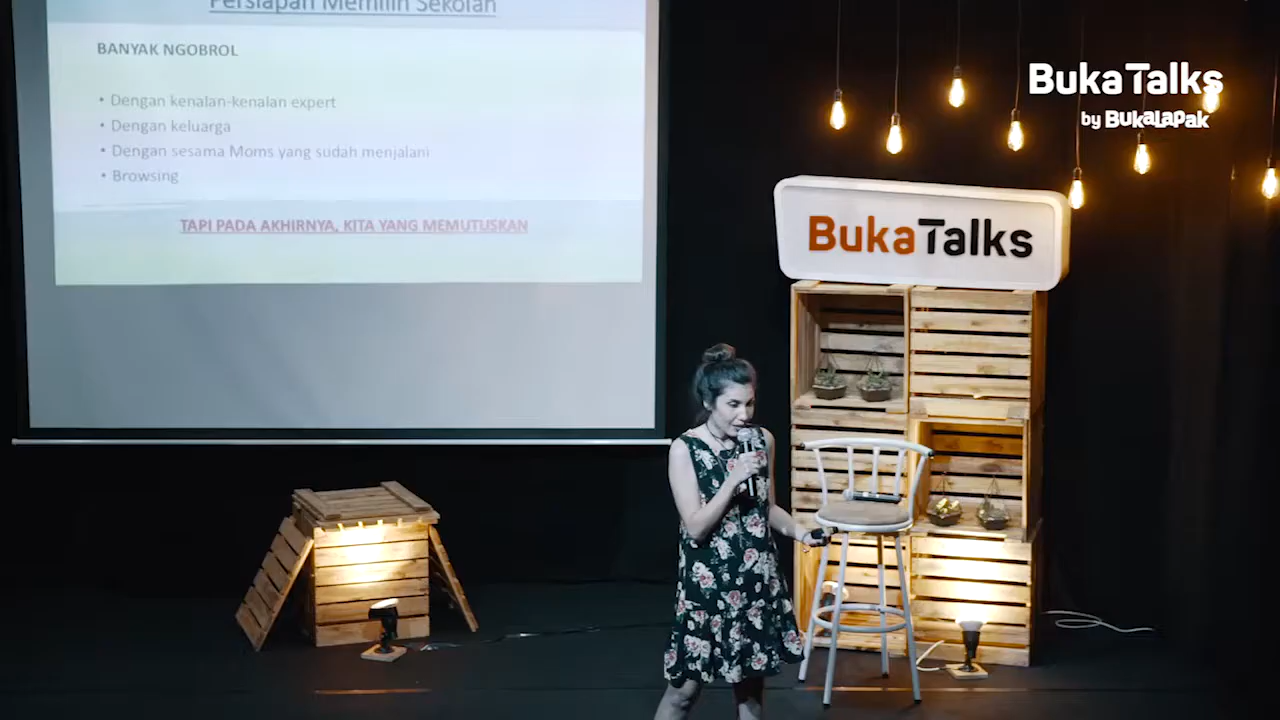 Persiapan Memilih Sekolah
BANYAK NGOBROL
• Dengan kenalan-kenalan expert
• Dengan keluarga
• Dengan sesama Moms yang sudah menjalani
• Browsing
TAPI PADA AKHIRNYA, KITA YANG MEMUTUSKAN
BukaTalks
by BukaLapak
BukaTalks